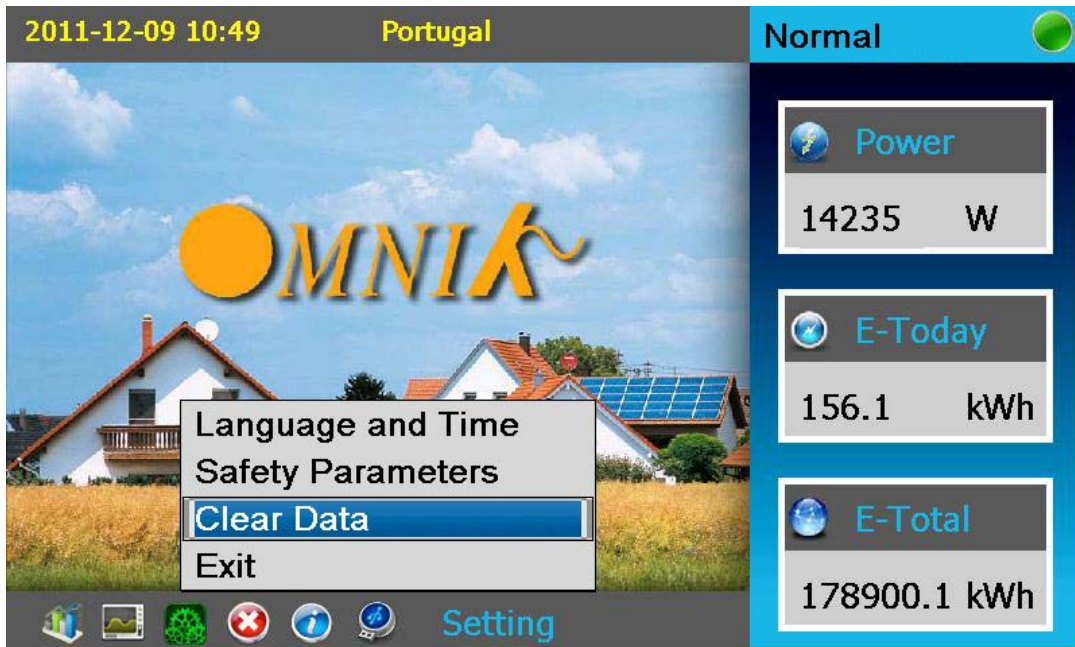 2011-12-09 10:49 Portugal
Normal
OMNIK
Power
14235 W
E-Today
156.1 kWh
E-Total
178900.1 kWh
Language and Time
Safety Parameters
Clear Data
Exit
Setting